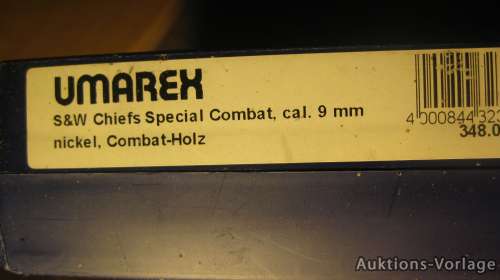 UMAREX
S&W Chiefs Special Combat, cal. 9 mm
nickel, Combat-Holz
4 000844 323
348.0
Auktions-Vorlage